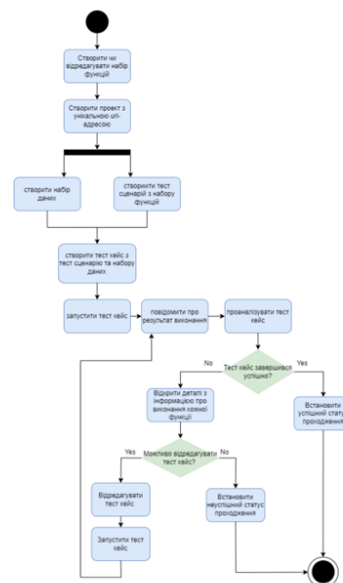 Створити чи
відредагувати набір
функцій
Створити проект з
унікальною url-
адресою
створити набір
даних
створити тест
сценарій з набору
функцій
створити тест кейс з
тест сценарію та набору
даних
запустити тест кейс
повідомити про
результат виконання
проаналізувати тест
кейс
No
Тест кейс завершився
успішно?
Yes
Відкрити деталі з
інформацією про
виконання кожної
функції
Встановити
успішний статус
проходження
Yes
Можливо відредагувати
тест кейс?
No
Відредагувати
тест кейс
Встановити
неуспішний статус
проходження
Запустити тест
кейс